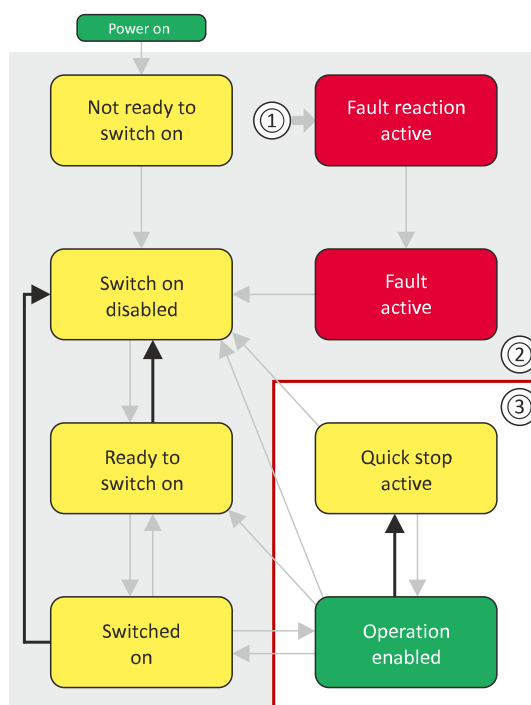 Power on
Not ready to
switch on
①
Fault reaction
active
Switch on
disabled
Fault
active
②
③
Ready to
switch on
Quick stop
active
Switched
on
Operation
enabled